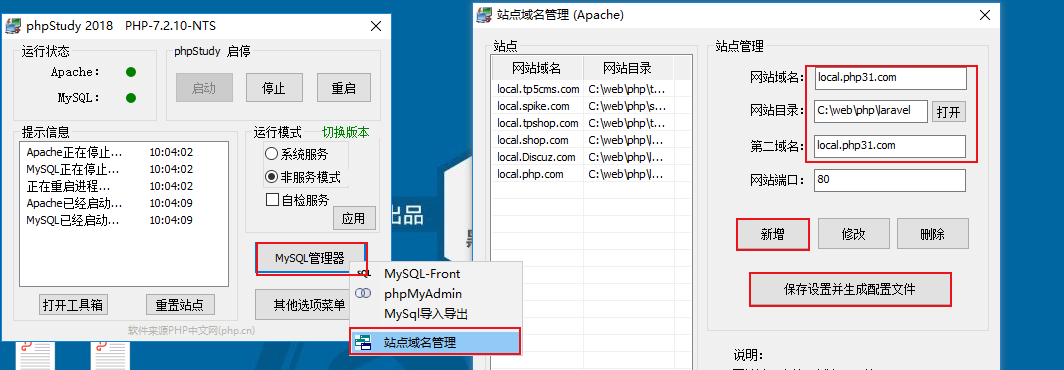 phpStudy 2018 PHP-7.2.10-NTS
运行状态
Apache:
MySQL:
phpStudy 启停
启动
停止
重启
提示信息
Apache正在停止... 10:04:02
MySQL正在停止... 10:04:02
正在重启进程... 10:04:02
Apache已经启动... 10:04:09
MySQL已经启动... 10:04:09
运行模式 切换版本
系统服务
非服务模式
自检服务
应用
MySQL管理器
其他选项菜单
打开工具箱
重置站点
软件来源PHP中文网(php.cn)
出品
MySQL-Front
phpMyAdmin
MySql导入导出
站点域名管理
站点域名管理 (Apache)
站点
网站域名 网站目录
local.tp5cms.com C:\web\php\t...
local.spike.com C:\web\php\s...
local.tpshop.com C:\web\php\t...
local.shop.com C:\web\php\l...
local.Discuz.com C:\web\php\l...
local.php.com C:\web\php\l...
站点管理
网站域名: local.php31.com
网站目录: C:\web\php\laravel 打开
第二域名: local.php31.com
网站端口: 80
新增
修改
删除
保存设置并生成配置文件
说明: